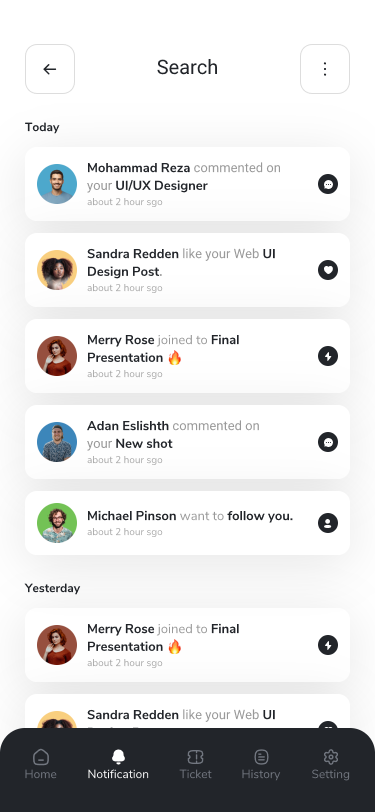 Search
Today
Mohammad Reza commented on
your UI/UX Designer
about 2 hour sgo
Sandra Redden like your Web UI
Design Post.
about 2 hour sgo
Merry Rose joined to Final
Presentation 🔥
about 2 hour sgo
Adan Eslishth commented on
your New shot
about 2 hour sgo
Michael Pinson want to follow you.
about 2 hour sgo
Yesterday
Merry Rose joined to Final
Presentation 🔥
about 2 hour sgo
Sandra Redden like your Web UI
Home Notification Ticket History Setting